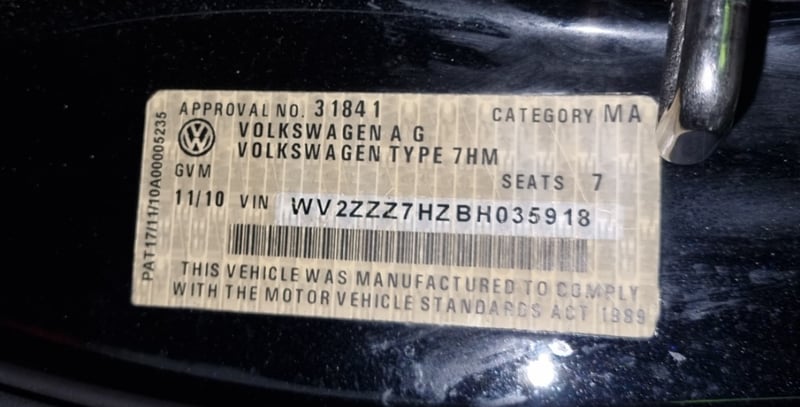 APPROVAL NO. 31841 CATEGORY MA
VOLKSWAGEN A G
VOLKSWAGEN TYPE 7HM
GVM SEATS 7
11/10 VIN WV2ZZZ7HZBH035918
THIS VEHICLE WAS MANUFACTURED TO COMPLY
WITH THE MOTOR VEHICLE STANDARDS ACT 1989
PAT17/11/10A00005235